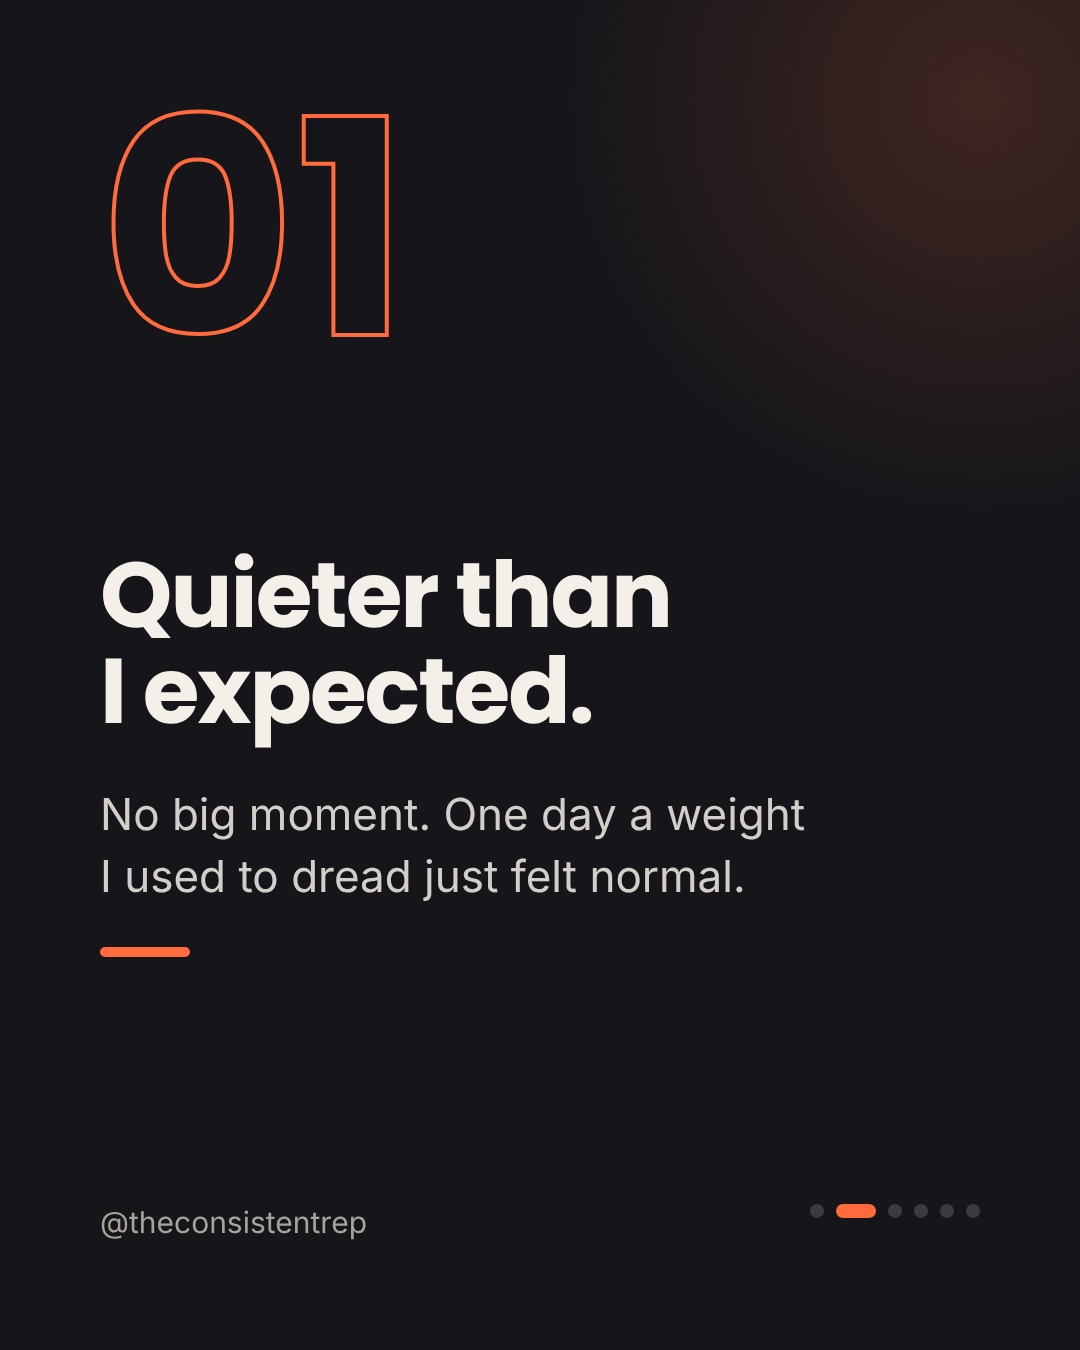 01
Quieter than
I expected.
No big moment. One day a weight
I used to dread just felt normal.
@theconsistentrep